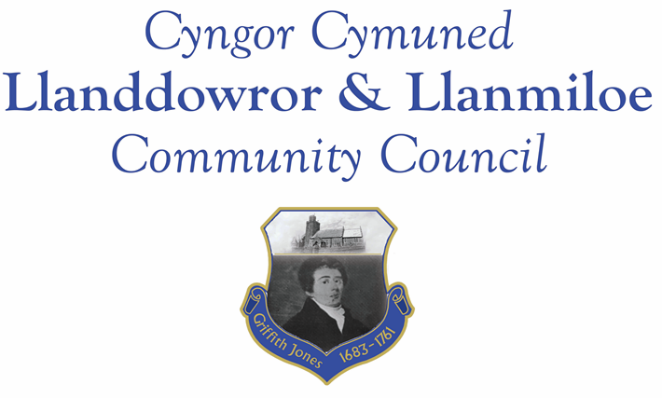 Cyngor Cymuned
Llanddowror & Llanmiloe
Community Council
Griffith Jones 1683-1761